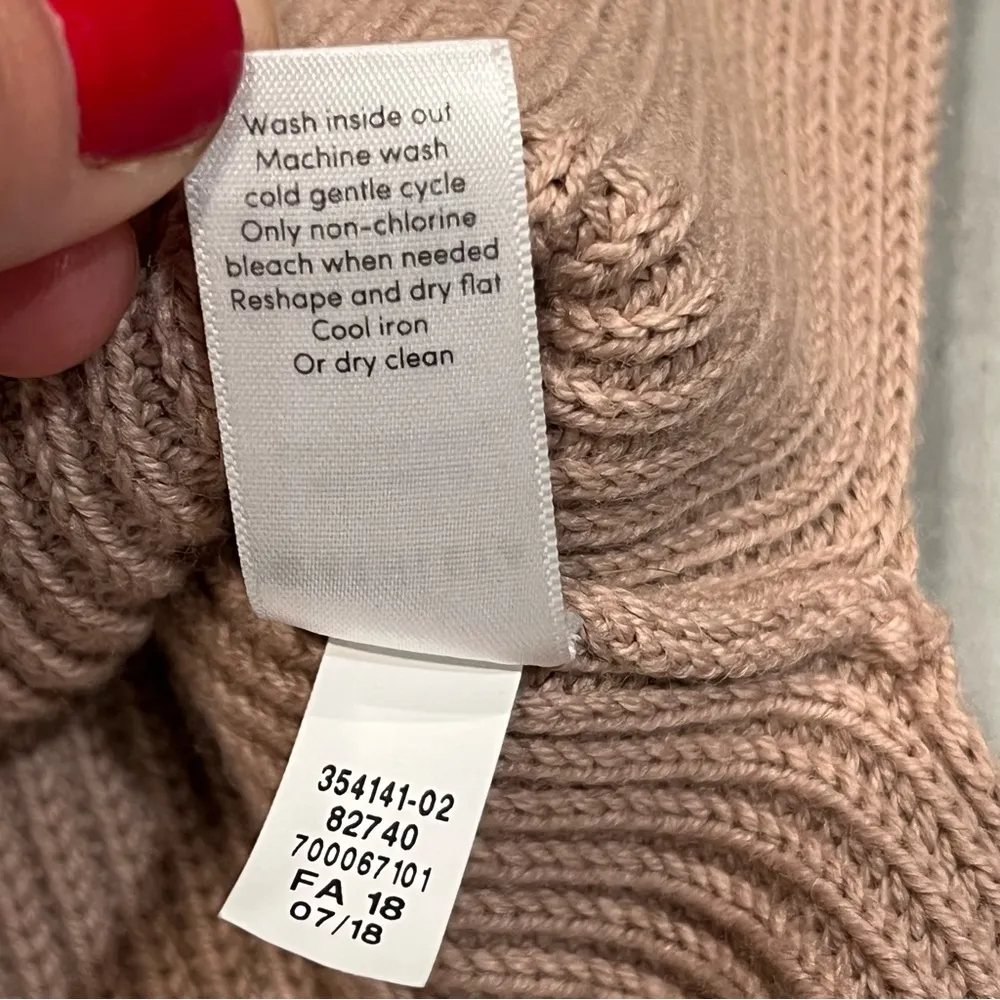 Wash inside out
Machine wash
cold gentle cycle
Only non-chlorine
bleach when needed
Reshape and dry flat
Cool iron
Or dry clean
354141-02
82740
700067101
FA 18
07/18